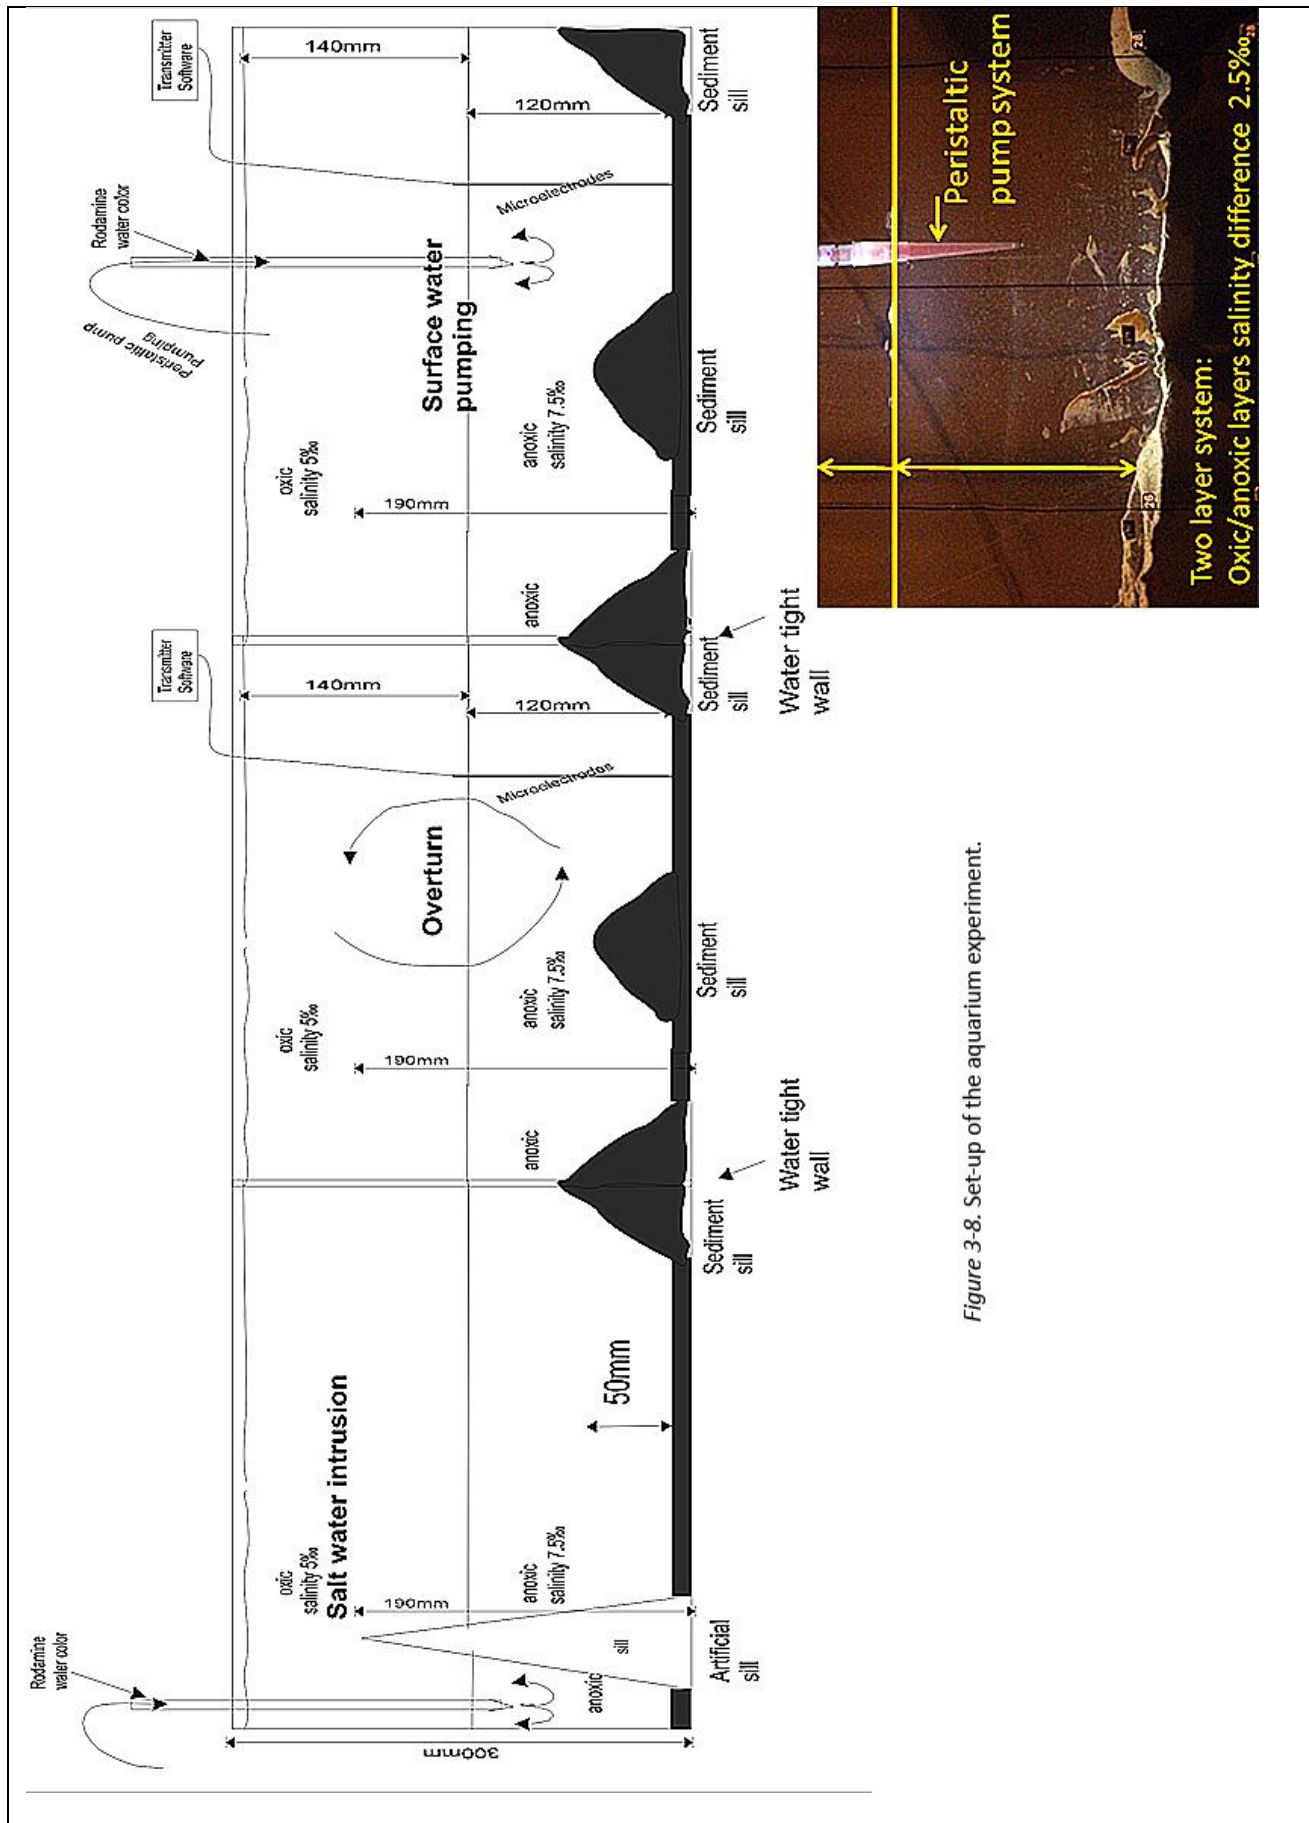 Rodamine
water color
300mm
oxic
salinity 5‰
Salt water intrusion
190mm
anoxic
salinity 7.5‰
anoxic
sill
50mm
Artificial
sill
Sediment
sill
Water tight
wall
Transmitter
Software
140mm
oxic
salinity 5‰
190mm
Overturn
Microelectrodes
120mm
anoxic
anoxic
salinity 7.5‰
Sediment
sill
Sediment
sill
Water tight
wall
Rodamine
water color
Peristaltic pump
Pumping
Transmitter
Software
140mm
oxic
salinity 5‰
190mm
Surface water
pumping
Microelectrodes
120mm
anoxic
anoxic
salinity 7.5‰
Sediment
sill
Sediment
sill
Peristaltic
pump system
26
28
28
Two layer system:
Oxic/anoxic layers salinity difference 2.5‰
Figure 3-8. Set-up of the aquarium experiment.